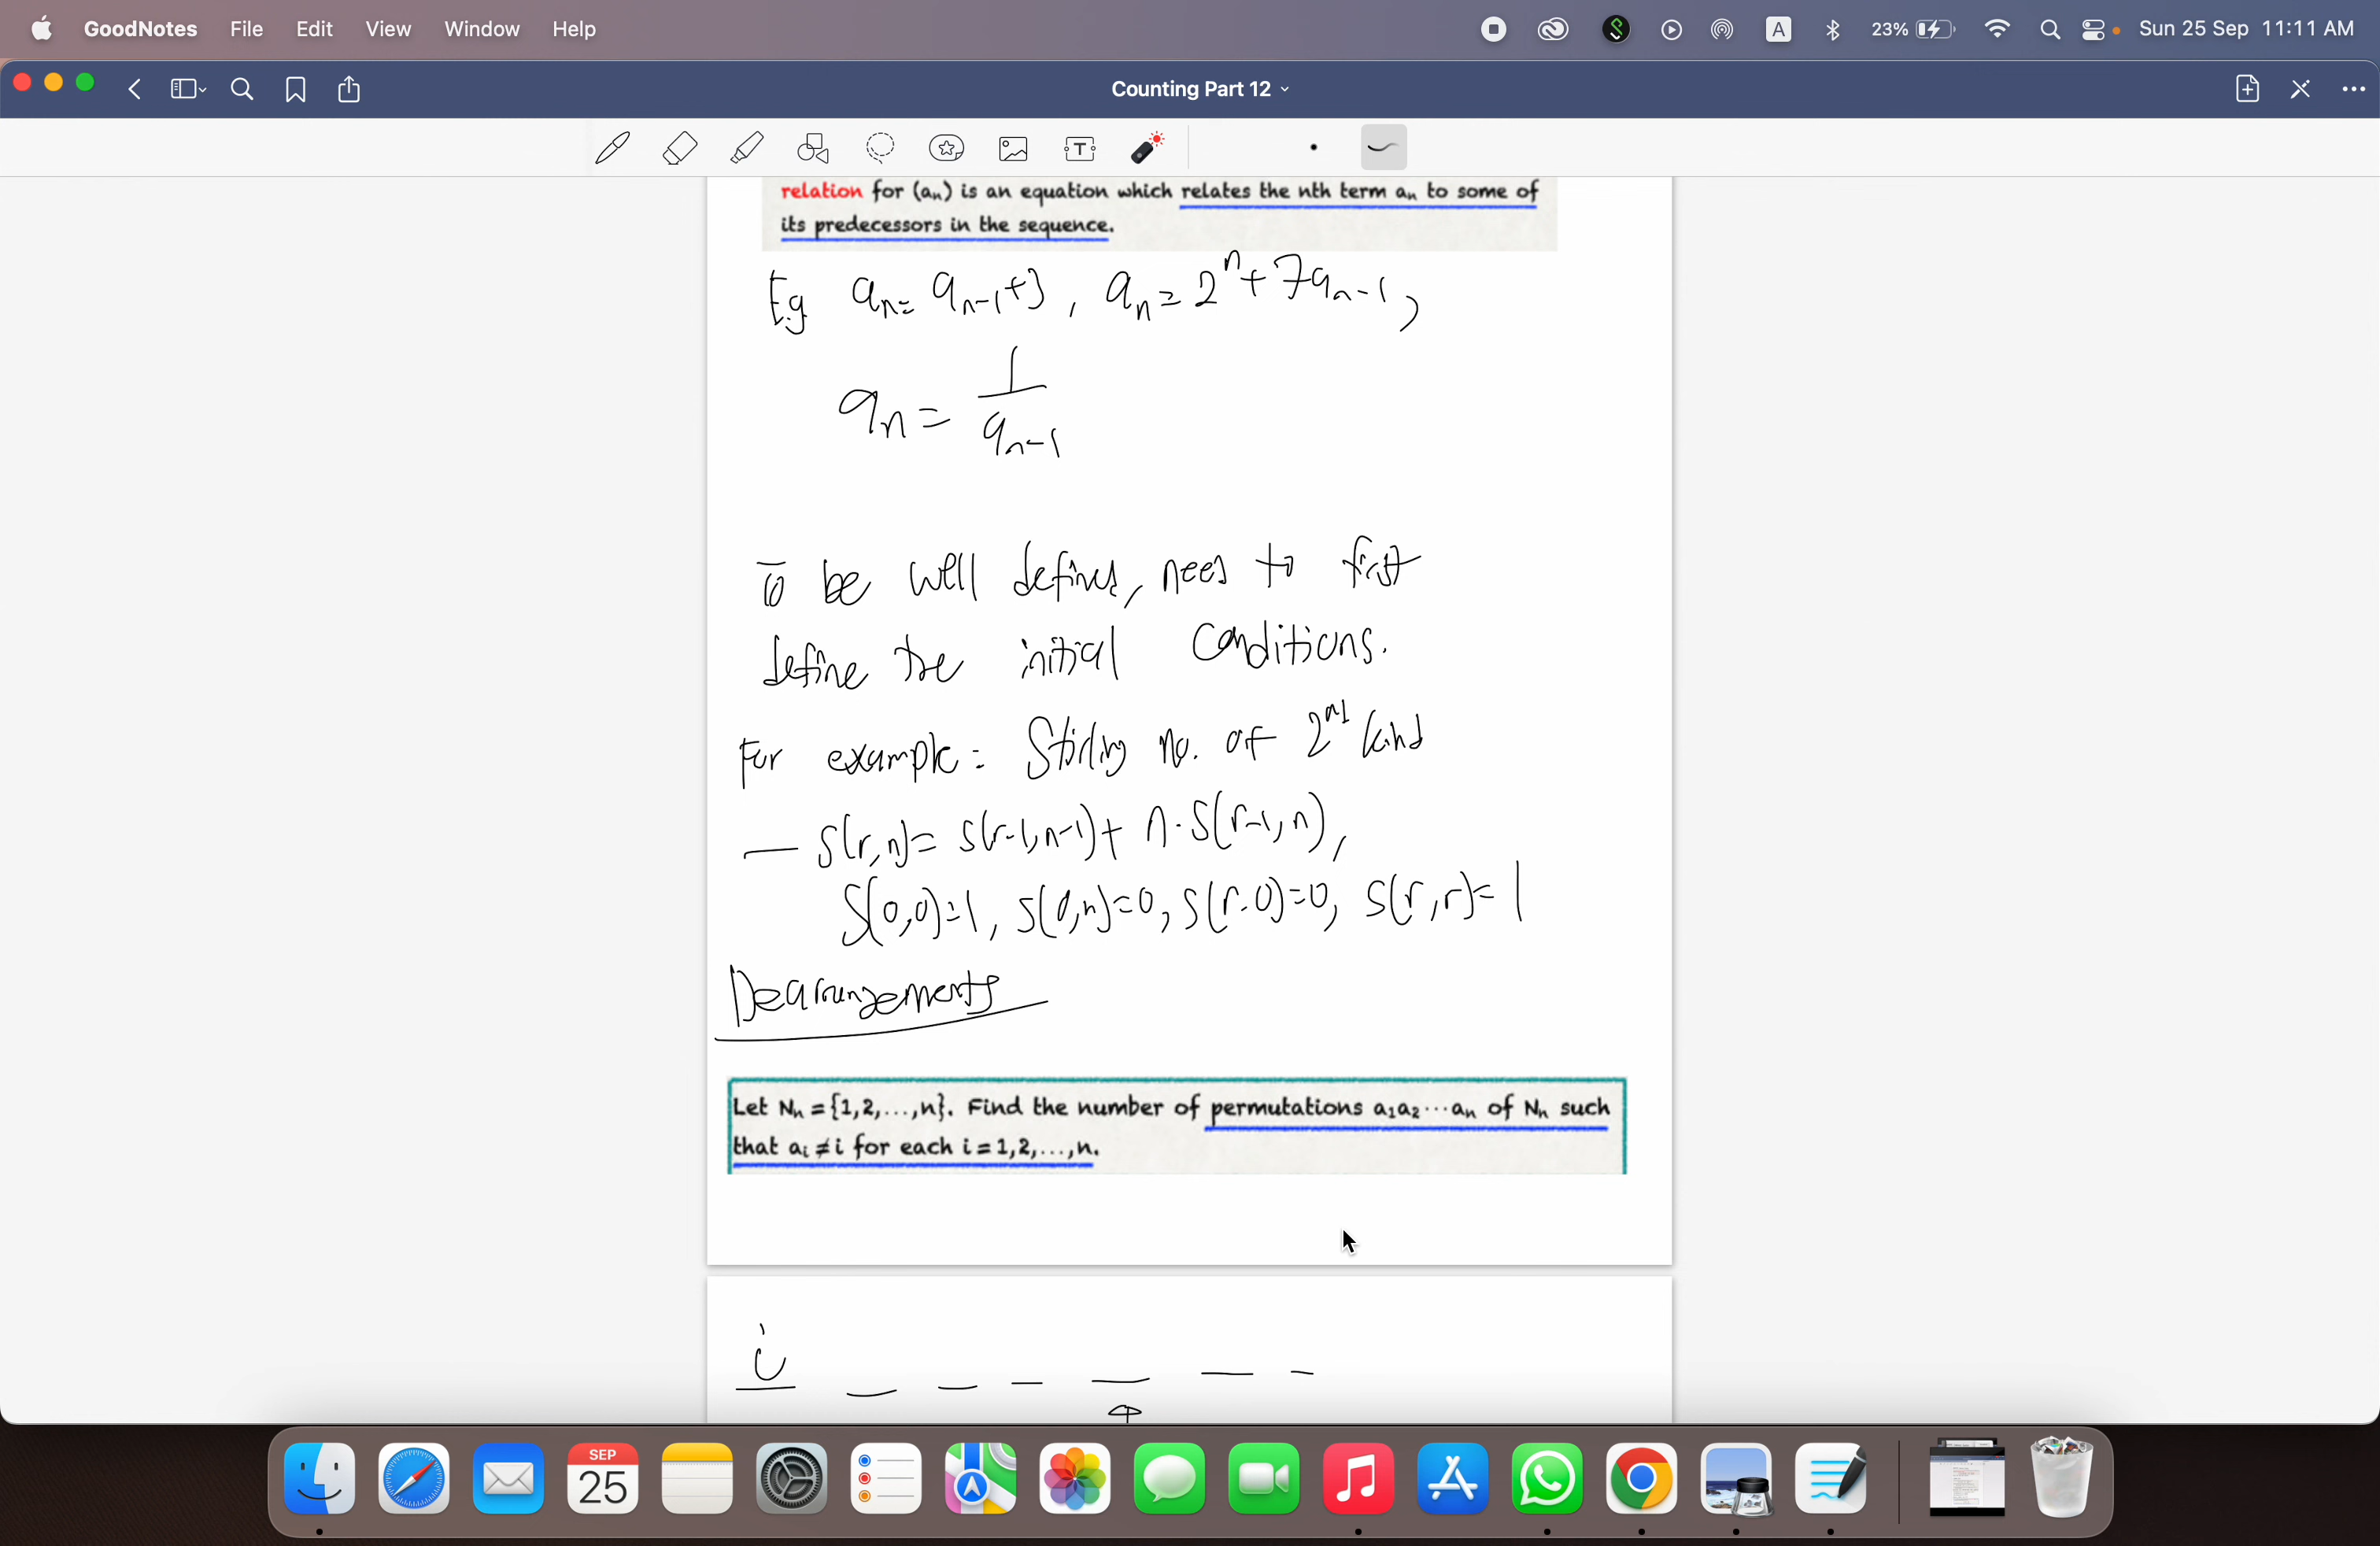 GoodNotes File Edit View Window Help A 23% Sun 25 Sep 11:11 AM
Counting Part 12
T
relation for (aₙ) is an equation which relates the nth term aₙ to some of
its predecessors in the sequence.
Eg aₙ = aₙ₋₁+3, aₙ = 2ⁿ + 7aₙ₋₁,
aₙ = 1/aₙ₋₁
To be well defined, need to first
define the initial conditions.
For example: Stirling no. of 2nd kind
— S(r,n) = S(r-1,n-1) + n·S(r-1,n),
S(0,0)=1, S(0,n)=0, S(r,0)=0, S(r,r)=1
Dearrangements
Let Nₙ = {1,2,...,n}. Find the number of permutations a₁a₂···aₙ of Nₙ such
that aᵢ ≠ i for each i = 1,2,...,n.
i
SEP
25